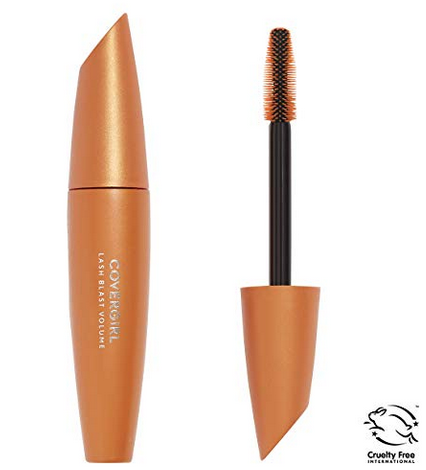 COVERGIRL
LASH BLAST VOLUME
Cruelty Free
INTERNATIONAL